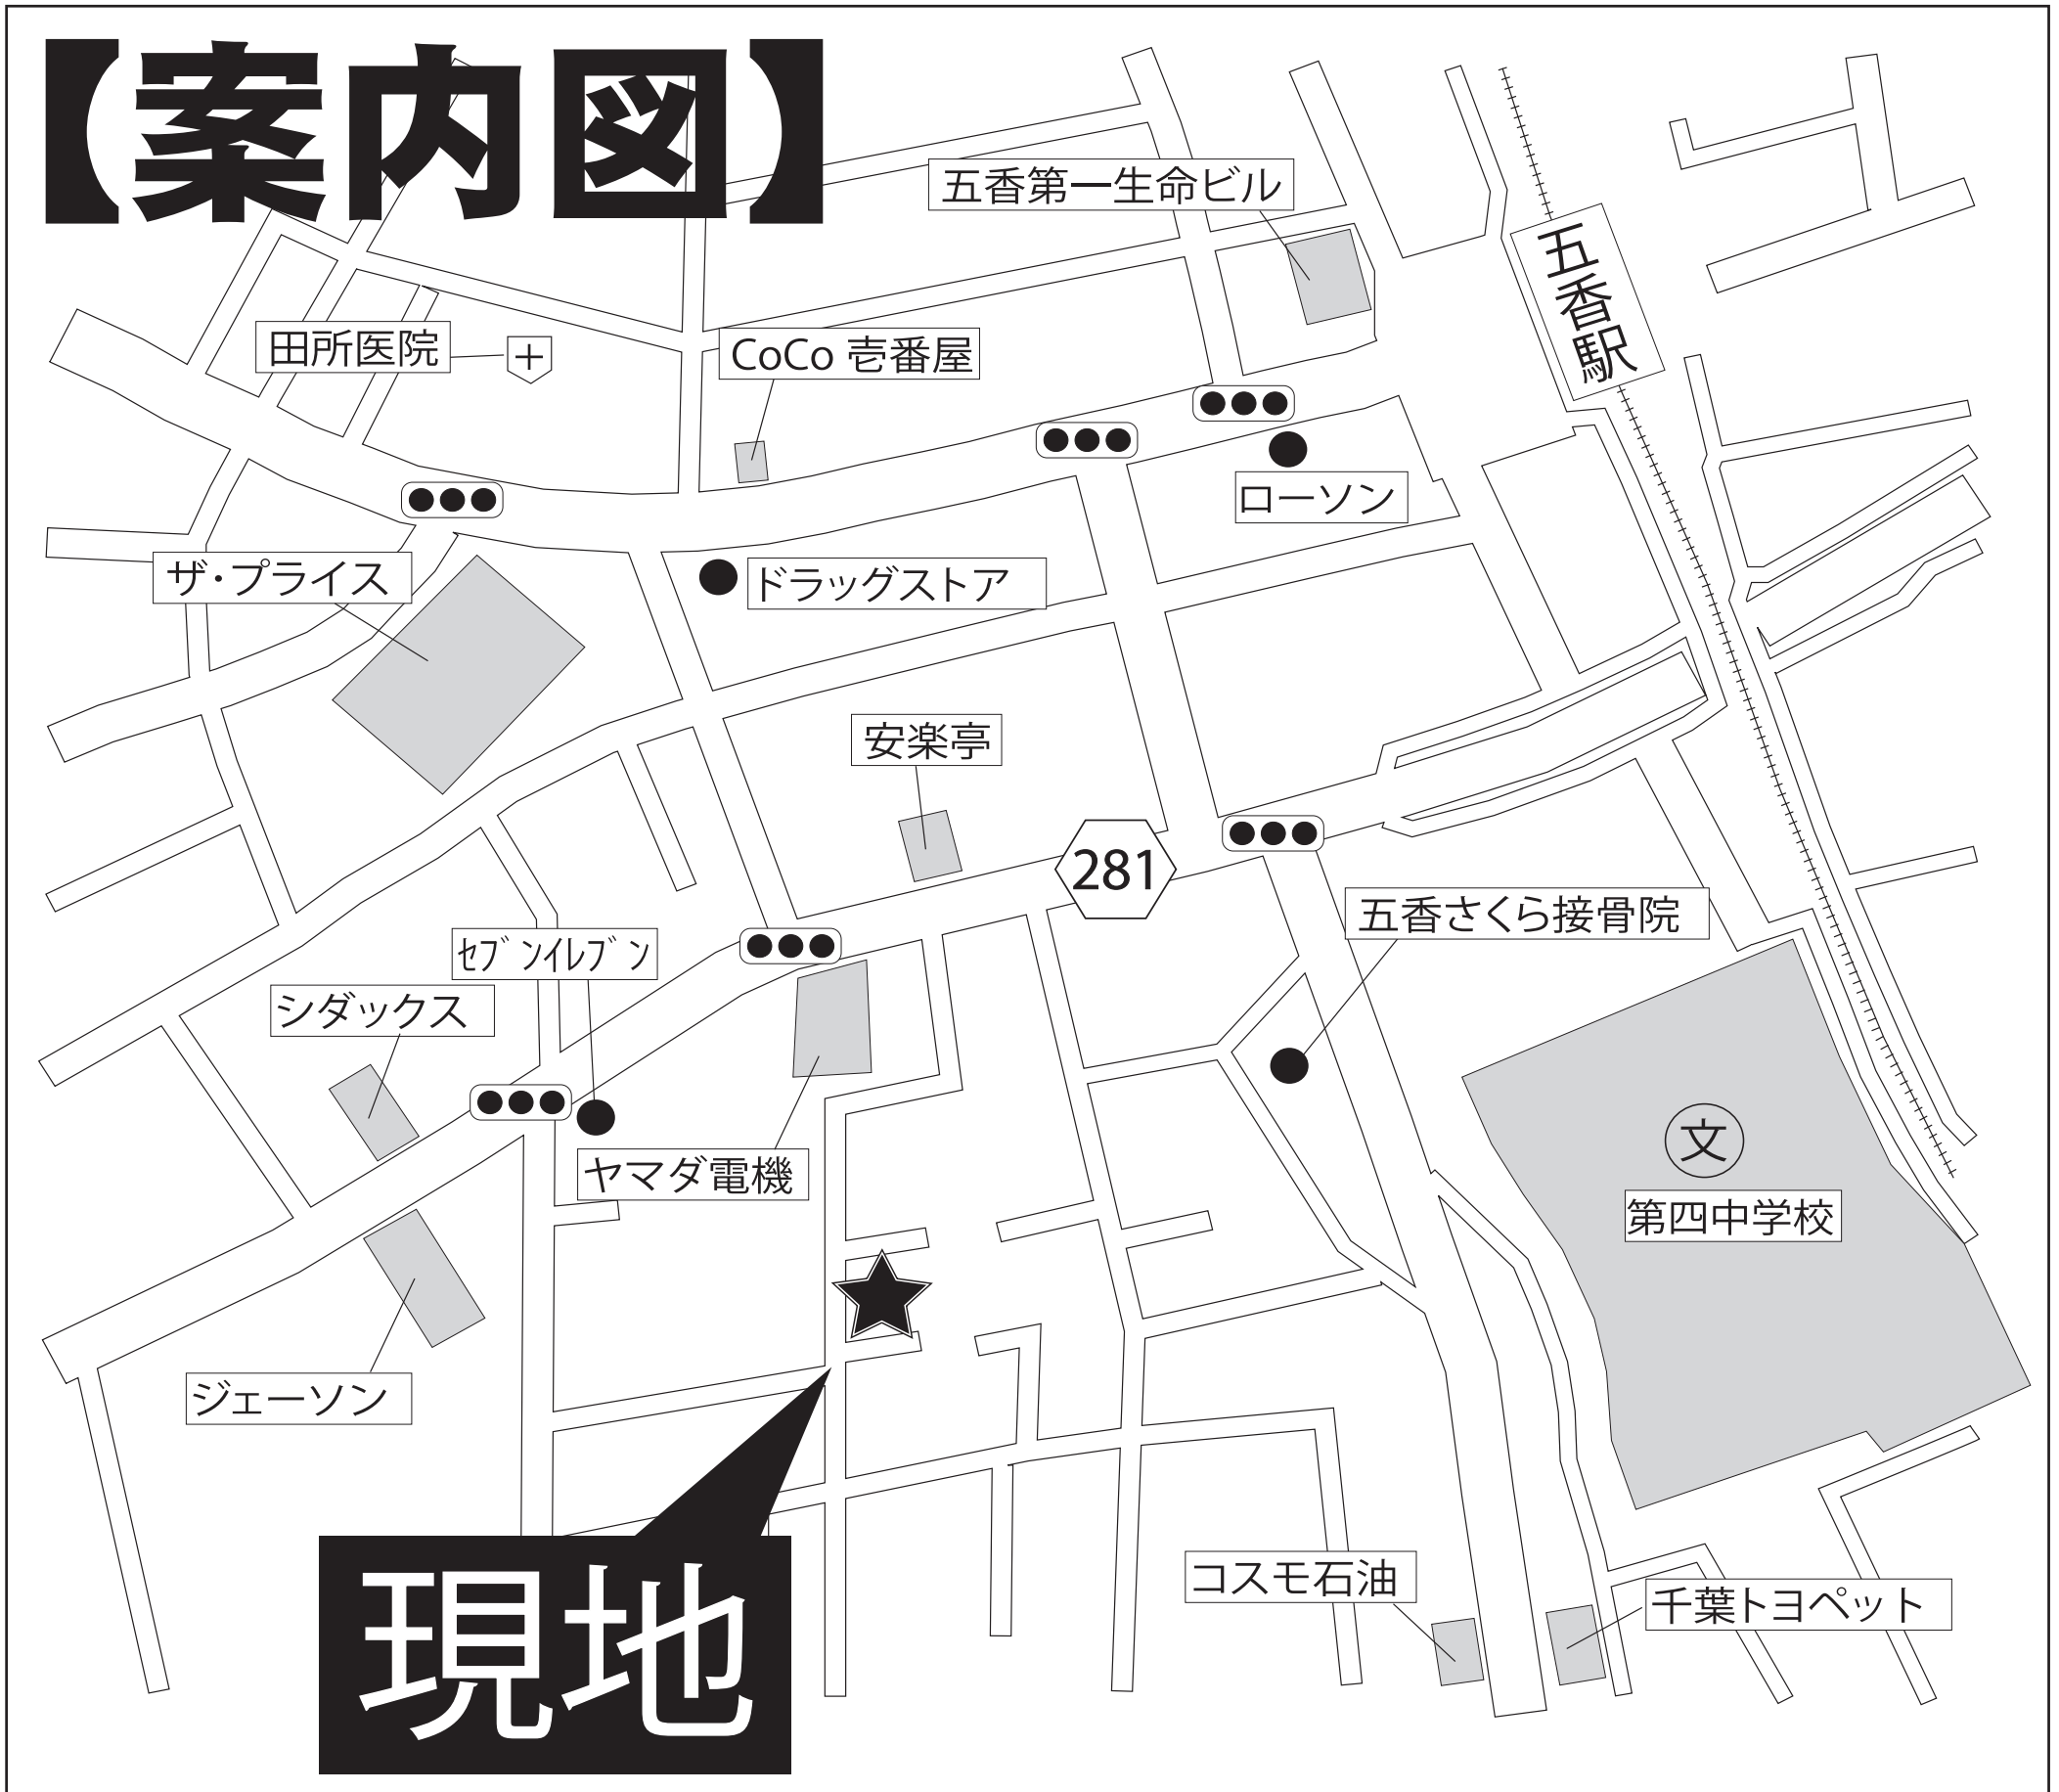 【案内図】
五香第一生命ビル
五香駅
田所医院
CoCo 壱番屋
ローソン
ザ・プライス
ドラッグストア
安楽亭
281
五香さくら接骨院
ｾﾌﾞﾝｲﾚﾌﾞﾝ
シダックス
文
ヤマダ電機
第四中学校
ジェーソン
現地
コスモ石油
千葉トヨペット